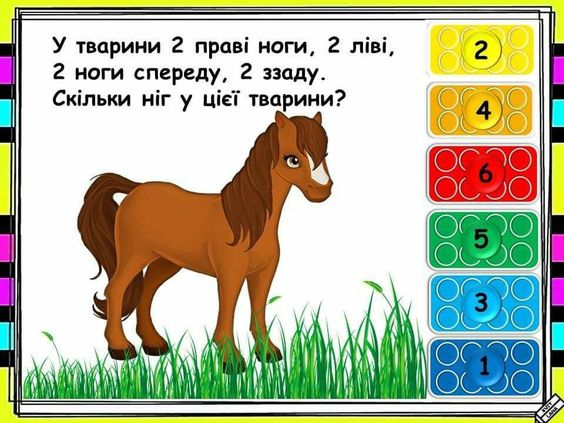 У тварини 2 праві ноги, 2 ліві,
2 ноги спереду, 2 ззаду.
Скільки ніг у цієї тварини?
2
4
6
5
3
1